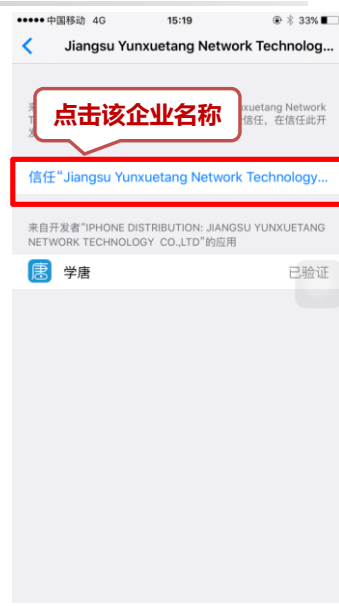 中国移动 4G 15:19 33%
Jiangsu Yunxuetang Network Technolog...
点击该企业名称
xuetang Network
信任，在信任此开
信任“Jiangsu Yunxuetang Network Technology...
来自开发者“IPHONE DISTRIBUTION: JIANGSU YUNXUETANG
NETWORK TECHNOLOGY CO.,LTD”的应用
唐 学唐 已验证